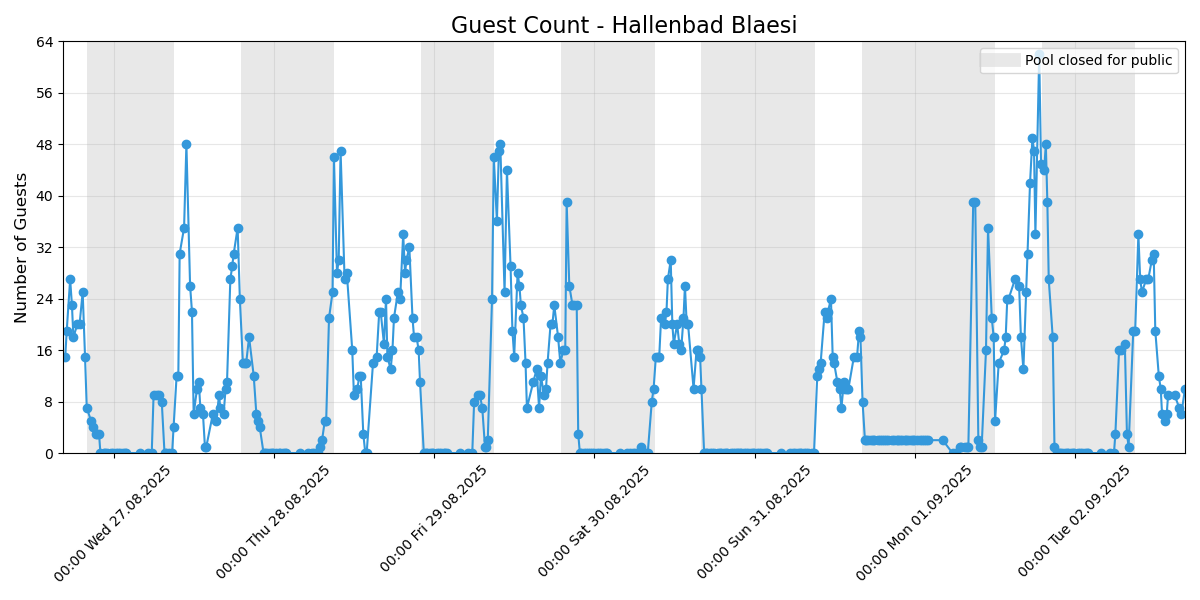 Guest Count - Hallenbad Blaesi
Pool closed for public
Number of Guests
64
56
48
40
32
24
16
8
0
00:00 Wed 27.08.2025
00:00 Thu 28.08.2025
00:00 Fri 29.08.2025
00:00 Sat 30.08.2025
00:00 Sun 31.08.2025
00:00 Mon 01.09.2025
00:00 Tue 02.09.2025